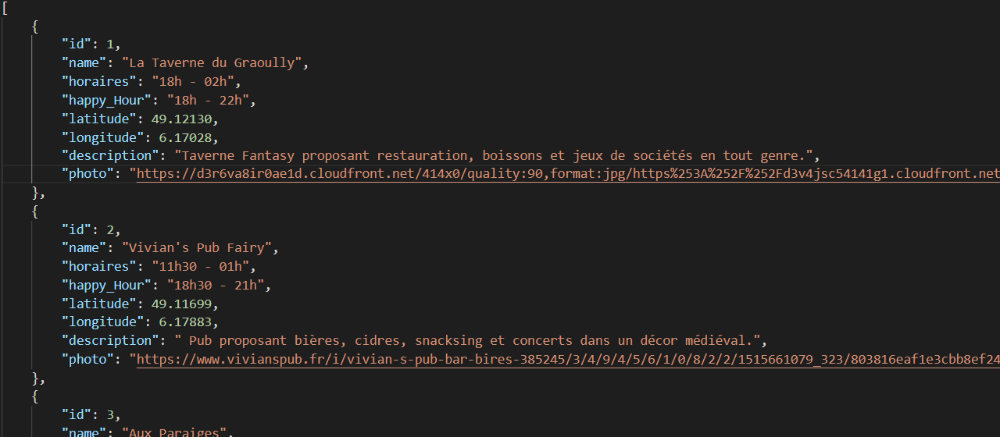 [
{
"id": 1,
"name": "La Taverne du Graoully",
"horaires": "18h - 02h",
"happy_Hour": "18h - 22h",
"latitude": 49.12130,
"longitude": 6.17028,
"description": "Taverne Fantasy proposant restauration, boissons et jeux de sociétés en tout genre.",
"photo": "https://d3r6va8ir0ae1d.cloudfront.net/414x0/quality:90,format:jpg/https%253A%252F%252Fd3v4jsc54141g1.cloudfront.net
},
{
"id": 2,
"name": "Vivian's Pub Fairy",
"horaires": "11h30 - 01h",
"happy_Hour": "18h30 - 21h",
"latitude": 49.11699,
"longitude": 6.17883,
"description": " Pub proposant bières, cidres, snacksing et concerts dans un décor médiéval.",
"photo": "https://www.vivianspub.fr/i/vivian-s-pub-bar-bires-385245/3/4/9/4/5/6/1/0/8/2/2/1515661079_323/803816eaf1e3cbb8ef24
},
{
"id": 3,
"name": "Aux Paraiges",